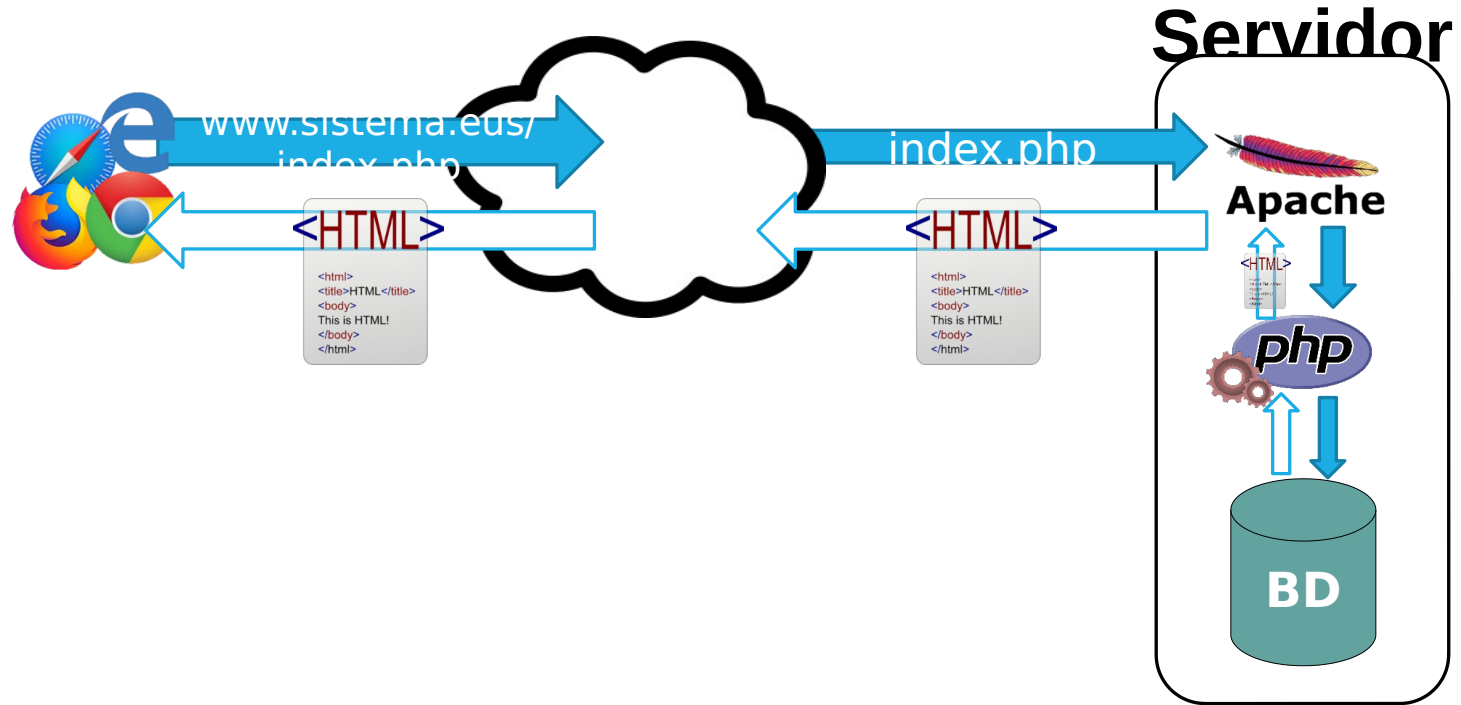 Servidor
www.sistema.eus/
index.php
index.php
Apache
<HTML>
<html>
<title>HTML</title>
<body>
This is HTML!
</body>
</html>
<HTML>
<html>
<title>HTML</title>
<body>
This is HTML!
</body>
</html>
<HTML>
php
BD